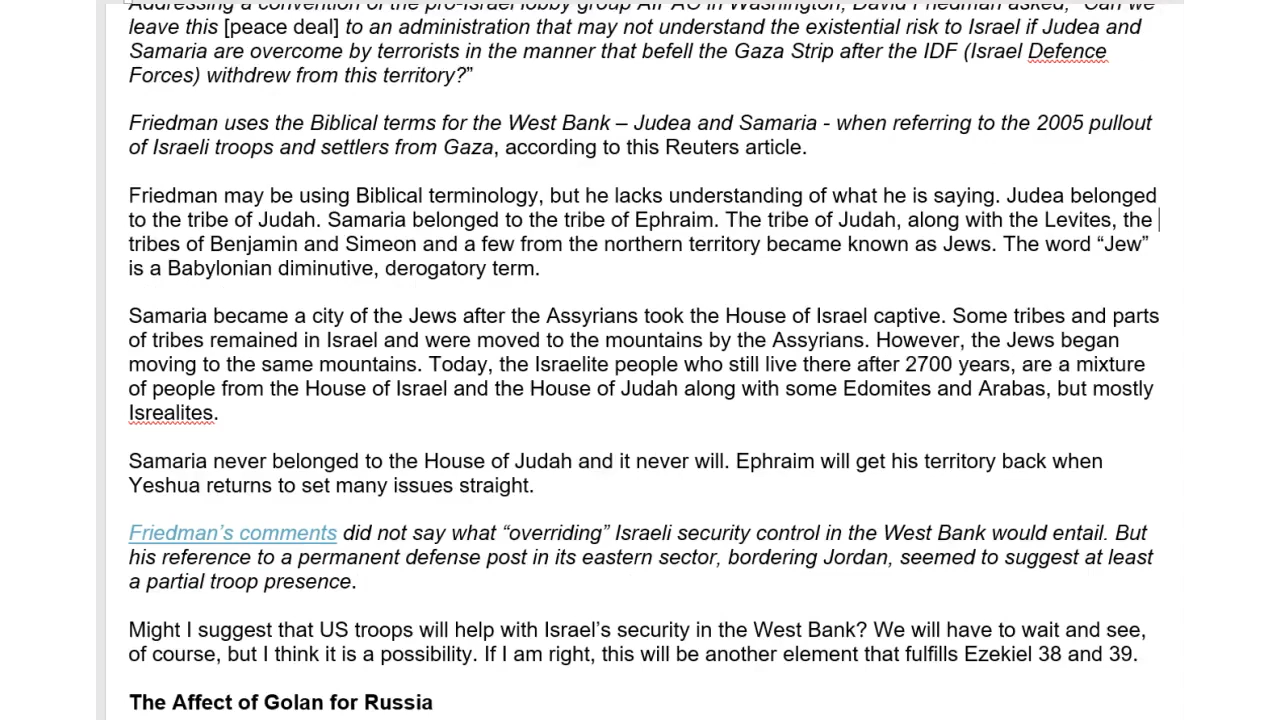 Addressing a convention of the pro-Israel lobby group AIPAC in Washington, David Friedman asked, "Can we
leave this [peace deal] to an administration that may not understand the existential risk to Israel if Judea and
Samaria are overcome by terrorists in the manner that befell the Gaza Strip after the IDF (Israel Defence
Forces) withdrew from this territory?”
Friedman uses the Biblical terms for the West Bank – Judea and Samaria - when referring to the 2005 pullout
of Israeli troops and settlers from Gaza, according to this Reuters article.
Friedman may be using Biblical terminology, but he lacks understanding of what he is saying. Judea belonged
to the tribe of Judah. Samaria belonged to the tribe of Ephraim. The tribe of Judah, along with the Levites, the
tribes of Benjamin and Simeon and a few from the northern territory became known as Jews. The word “Jew”
is a Babylonian diminutive, derogatory term.
Samaria became a city of the Jews after the Assyrians took the House of Israel captive. Some tribes and parts
of tribes remained in Israel and were moved to the mountains by the Assyrians. However, the Jews began
moving to the same mountains. Today, the Israelite people who still live there after 2700 years, are a mixture
of people from the House of Israel and the House of Judah along with some Edomites and Arabas, but mostly
Isrealites.
Samaria never belonged to the House of Judah and it never will. Ephraim will get his territory back when
Yeshua returns to set many issues straight.
Friedman’s comments did not say what “overriding” Israeli security control in the West Bank would entail. But
his reference to a permanent defense post in its eastern sector, bordering Jordan, seemed to suggest at least
a partial troop presence.
Might I suggest that US troops will help with Israel’s security in the West Bank? We will have to wait and see,
of course, but I think it is a possibility. If I am right, this will be another element that fulfills Ezekiel 38 and 39.
The Affect of Golan for Russia